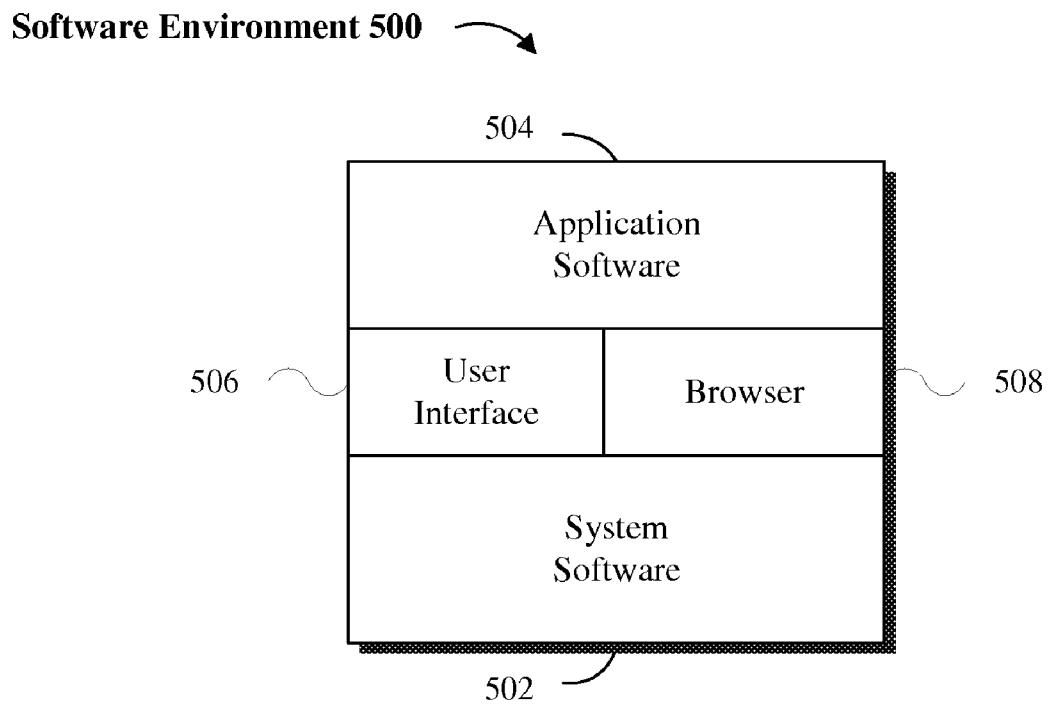 Software Environment 500
504
Application
Software
506
User
Interface
Browser
508
System
Software
502